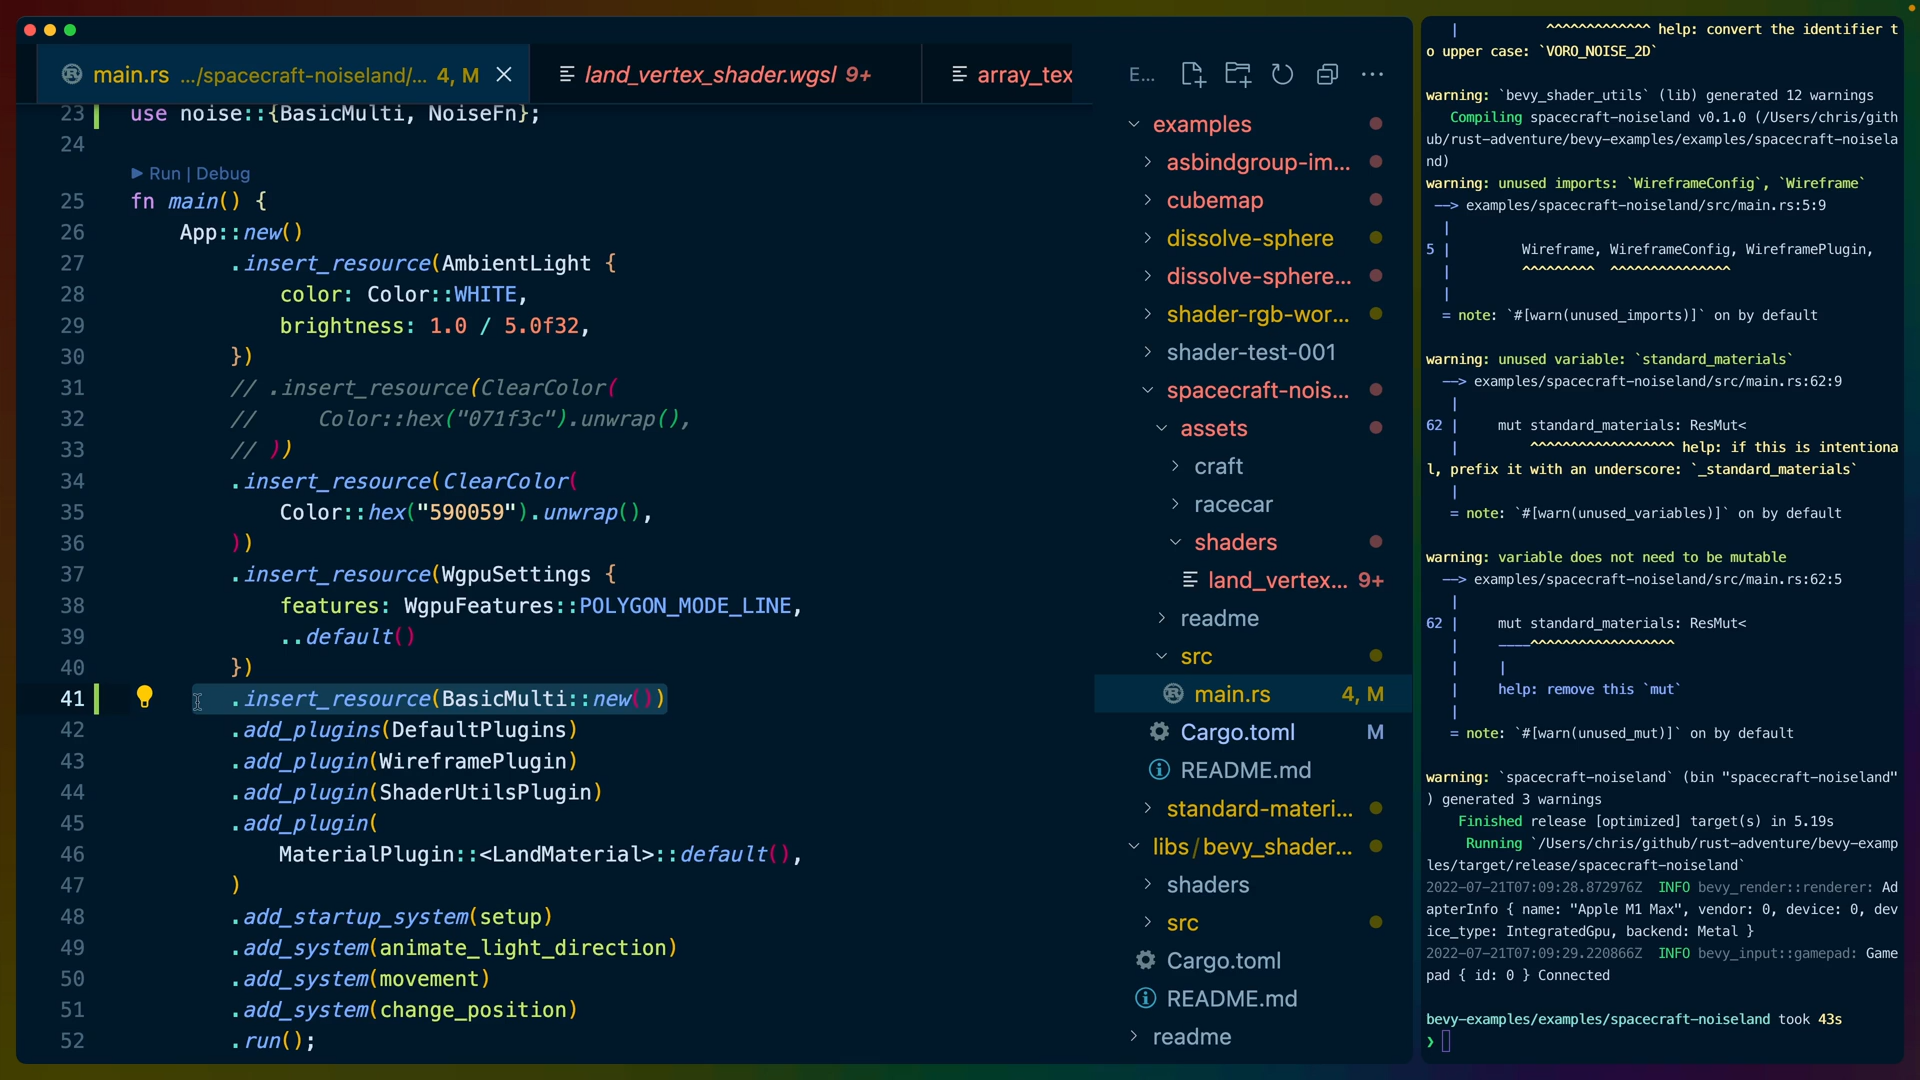 main.rs .../spacecraft-noiseland/... 4, M
land_vertex_shader.wgsl 9+
array_tex
23 use noise::{BasicMulti, NoiseFn};
24
Run | Debug
25 fn main() {
26 App::new()
27 .insert_resource(AmbientLight {
28 color: Color::WHITE,
29 brightness: 1.0 / 5.0f32,
30 })
31 // .insert_resource(ClearColor(
32 //     Color::hex("071f3c").unwrap(),
33 // ))
34 .insert_resource(ClearColor(
35 Color::hex("590059").unwrap(),
36 ))
37 .insert_resource(WgpuSettings {
38 features: WgpuFeatures::POLYGON_MODE_LINE,
39 ..default()
40 })
41 .insert_resource(BasicMulti::new())
42 .add_plugins(DefaultPlugins)
43 .add_plugin(WireframePlugin)
44 .add_plugin(ShaderUtilsPlugin)
45 .add_plugin(
46 MaterialPlugin::<LandMaterial>::default(),
47 )
48 .add_startup_system(setup)
49 .add_system(animate_light_direction)
50 .add_system(movement)
51 .add_system(change_position)
52 .run();
E...
examples
asbindgroup-im...
cubemap
dissolve-sphere
dissolve-sphere...
shader-rgb-wor...
shader-test-001
spacecraft-nois...
assets
craft
racecar
shaders
land_vertex... 9+
readme
src
main.rs 4, M
Cargo.toml M
README.md
standard-materi...
libs/bevy_shader...
shaders
src
Cargo.toml
README.md
readme
| ^^^^^^^^^^^^^ help: convert the identifier t
o upper case: `VORO_NOISE_2D`
warning: `bevy_shader_utils` (lib) generated 12 warnings
Compiling spacecraft-noiseland v0.1.0 (/Users/chris/gith
ub/rust-adventure/bevy-examples/examples/spacecraft-noisela
nd)
warning: unused imports: `WireframeConfig`, `Wireframe`
--> examples/spacecraft-noiseland/src/main.rs:5:9
|
5 | Wireframe, WireframeConfig, WireframePlugin,
| ^^^^^^^^^ ^^^^^^^^^^^^^^^
|
= note: `#[warn(unused_imports)]` on by default
warning: unused variable: `standard_materials`
--> examples/spacecraft-noiseland/src/main.rs:62:9
|
62 | mut standard_materials: ResMut<
| ^^^^^^^^^^^^^^^^^^ help: if this is intentiona
l, prefix it with an underscore: `_standard_materials`
|
= note: `#[warn(unused_variables)]` on by default
warning: variable does not need to be mutable
--> examples/spacecraft-noiseland/src/main.rs:62:5
|
62 | mut standard_materials: ResMut<
| ----^^^^^^^^^^^^^^^^^^
| |
| help: remove this `mut`
|
= note: `#[warn(unused_mut)]` on by default
warning: `spacecraft-noiseland` (bin "spacecraft-noiseland"
) generated 3 warnings
Finished release [optimized] target(s) in 5.19s
Running `/Users/chris/github/rust-adventure/bevy-examp
les/target/release/spacecraft-noiseland`
2022-07-21T07:09:28.872976Z INFO bevy_render::renderer: Ad
apterInfo { name: "Apple M1 Max", vendor: 0, device: 0, dev
ice_type: IntegratedGpu, backend: Metal }
2022-07-21T07:09:29.220866Z INFO bevy_input::gamepad: Game
pad { id: 0 } Connected
bevy-examples/examples/spacecraft-noiseland took 43s
❯